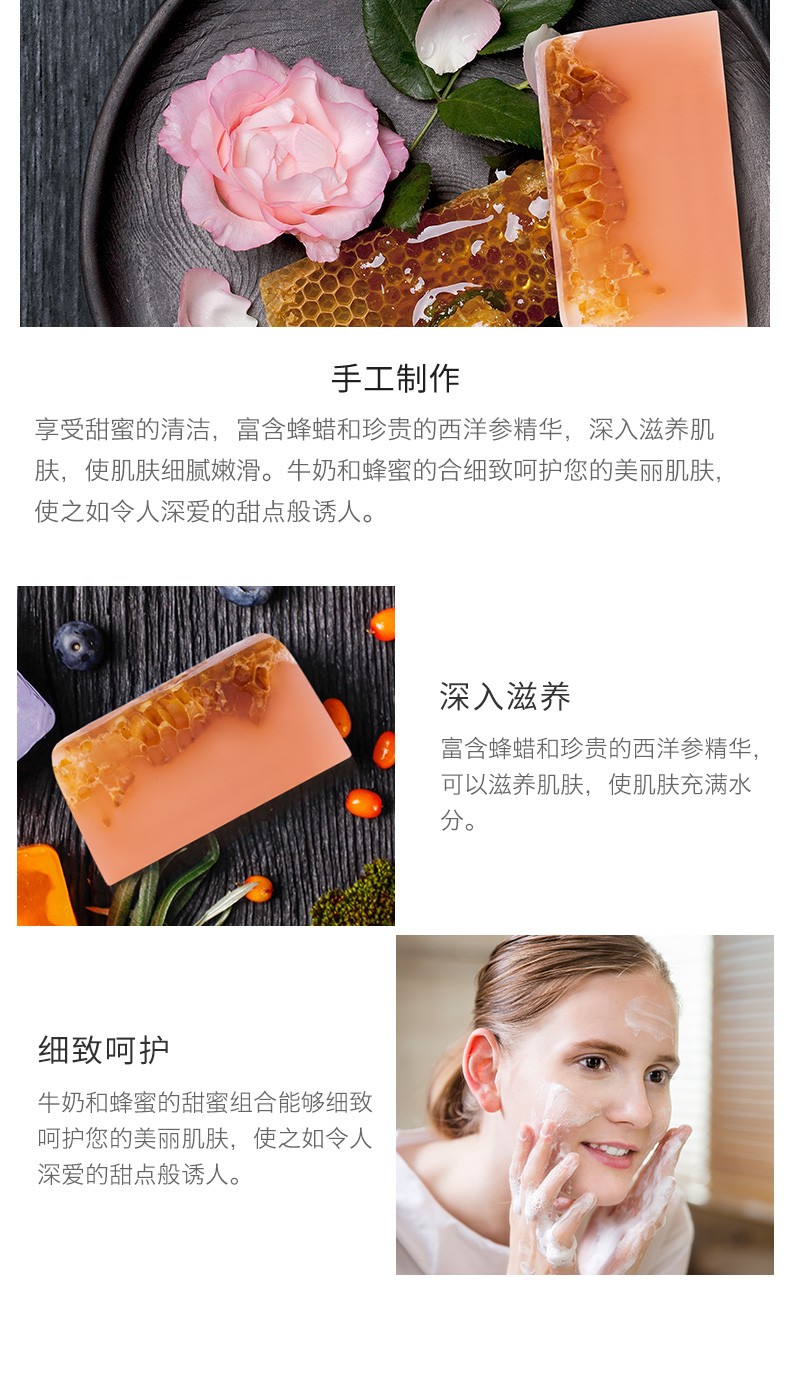 手工制作
享受甜蜜的清洁，富含蜂蜡和珍贵的西洋参精华，深入滋养肌
肤，使肌肤细腻嫩滑。牛奶和蜂蜜的合细致呵护您的美丽肌肤，
使之如令人深爱的甜点般诱人。
深入滋养
富含蜂蜡和珍贵的西洋参精华，
可以滋养肌肤，使肌肤充满水
分。
细致呵护
牛奶和蜂蜜的甜蜜组合能够细致
呵护您的美丽肌肤，使之如令人
深爱的甜点般诱人。